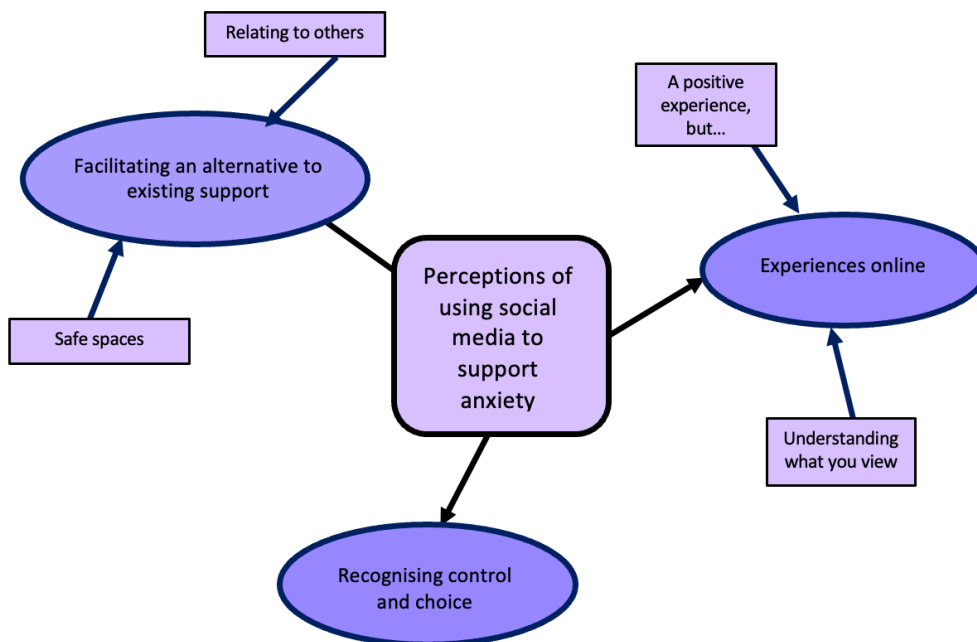 Relating to others
Facilitating an alternative to
existing support
Safe spaces
Perceptions of
using social
media to
support
anxiety
A positive
experience,
but...
Experiences online
Understanding
what you view
Recognising control
and choice